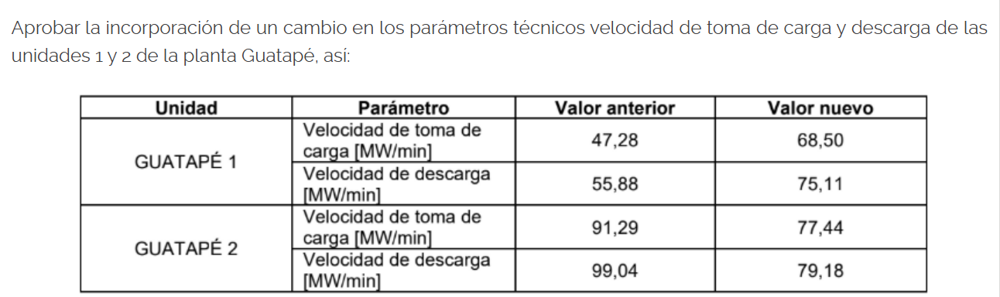 Aprobar la incorporación de un cambio en los parámetros técnicos velocidad de toma de carga y descarga de las
unidades 1 y 2 de la planta Guatapé, así:
Unidad Parámetro Valor anterior Valor nuevo
GUATAPÉ 1
Velocidad de toma de
carga [MW/min]
47,28 68,50
Velocidad de descarga
[MW/min]
55,88 75,11
GUATAPÉ 2
Velocidad de toma de
carga [MW/min]
91,29 77,44
Velocidad de descarga
[MW/min]
99,04 79,18